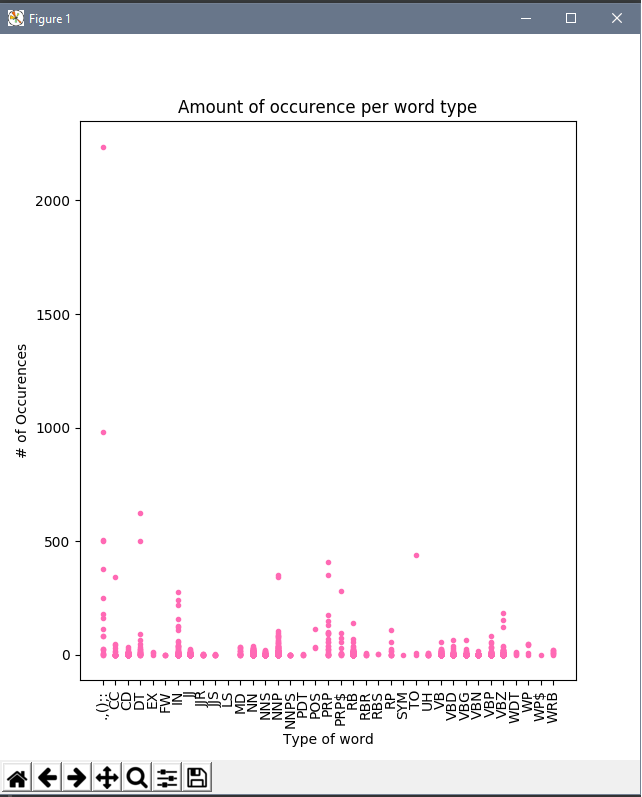 Figure 1
Amount of occurence per word type
2000
1500
1000
500
0
# of Occurences
CC
CD
DT
EX
FW
IN
JJ
JJR
JJS
LS
MD
NN
NNS
NNP
NNPS
PDT
POS
PRP
PRP$
RB
RBR
RBS
RP
SYM
TO
UH
VB
VBD
VBG
VBN
VBP
VBZ
WDT
WP
WP$
WRB
Type of word